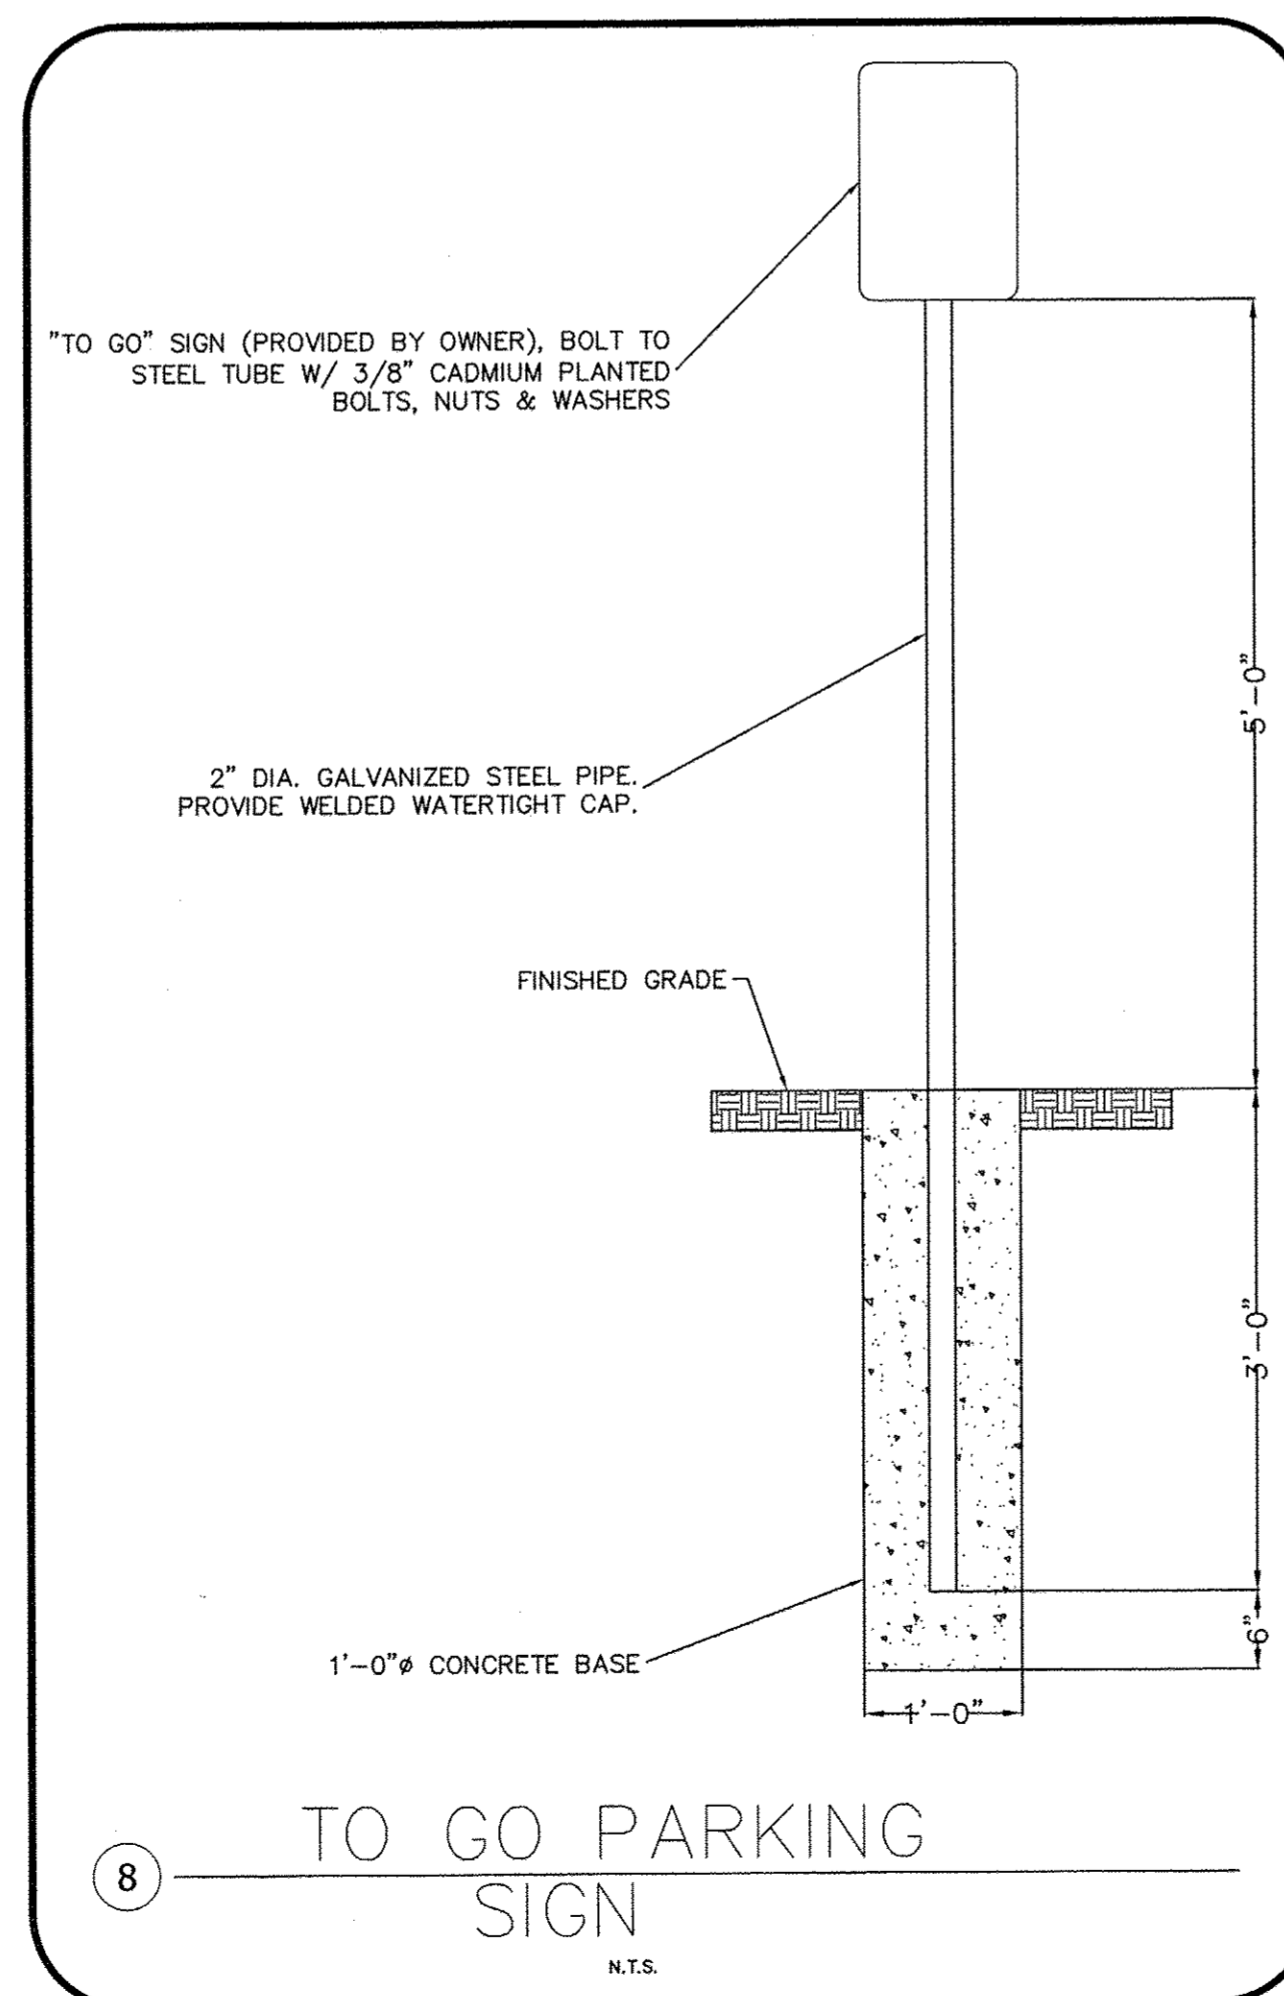 "TO GO" SIGN (PROVIDED BY OWNER), BOLT TO
STEEL TUBE W/ 3/8" CADMIUM PLANTED
BOLTS, NUTS & WASHERS
5'-0"
2" DIA. GALVANIZED STEEL PIPE.
PROVIDE WELDED WATERTIGHT CAP.
FINISHED GRADE
3'-0"
6"
1'-0"ø CONCRETE BASE
1'-0"
8
TO GO PARKING
SIGN
N.T.S.